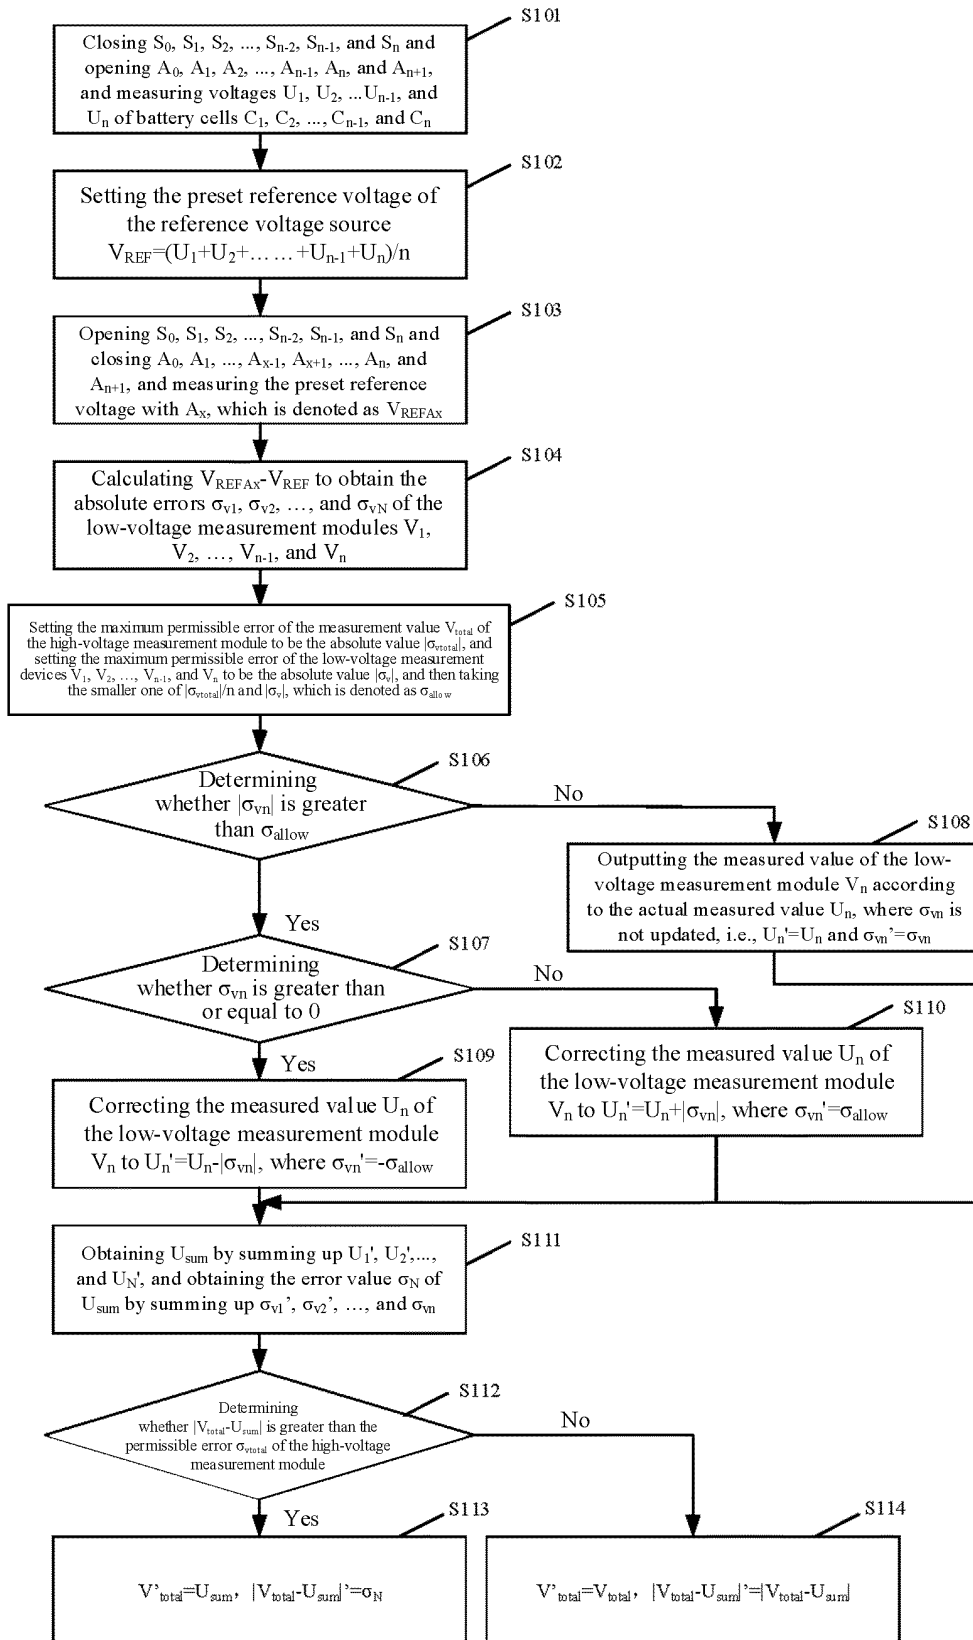 S101
Closing S0, S1, S2, ..., Sn-2, Sn-1, and Sn and
opening A0, A1, A2, ..., An-1, An, and An+1,
and measuring voltages U1, U2, ...Un-1, and
Un of battery cells C1, C2, ..., Cn-1, and Cn
S102
Setting the preset reference voltage of
the reference voltage source
VREF=(U1+U2+... ...+Un-1+Un)/n
S103
Opening S0, S1, S2, ..., Sn-2, Sn-1, and Sn and
closing A0, A1, ..., Ax-1, Ax+1, ..., An, and
An+1, and measuring the preset reference
voltage with Ax, which is denoted as VREFAx
S104
Calculating VREFAx-VREF to obtain the
absolute errors σv1, σv2, ..., and σvN of the
low-voltage measurement modules V1,
V2, ..., Vn-1, and Vn
S105
Setting the maximum permissible error of the measurement value Vtotal of
the high-voltage measurement module to be the absolute value |σvtotal|, and
setting the maximum permissible error of the low-voltage measurement
devices V1, V2, ..., Vn-1, and Vn to be the absolute value |σv|, and then taking
the smaller one of |σvtotal|/n and |σv|, which is denoted as σallow
S106
Determining
whether |σvn| is greater
than σallow
No
S108
Outputting the measured value of the low-
voltage measurement module Vn according
to the actual measured value Un, where σvn is
not updated, i.e., Un'=Un and σvn'=σvn
Yes
S107
Determining
whether σvn is greater than
or equal to 0
No
S110
Correcting the measured value Un of
the low-voltage measurement module
Vn to Un'=Un+|σvn|, where σvn'=σallow
Yes
S109
Correcting the measured value Un of
the low-voltage measurement module
Vn to Un'=Un-|σvn|, where σvn'=-σallow
S111
Obtaining Usum by summing up U1', U2',...,
and UN', and obtaining the error value σN of
Usum by summing up σv1', σv2', ..., and σvn
S112
Determining
whether |Vtotal-Usum| is greater than the
permissible error σvtotal of the high-voltage
measurement module
No
Yes
S113
V'total=Usum, |Vtotal-Usum|'=σN
S114
V'total=Vtotal, |Vtotal-Usum|'=|Vtotal-Usum|